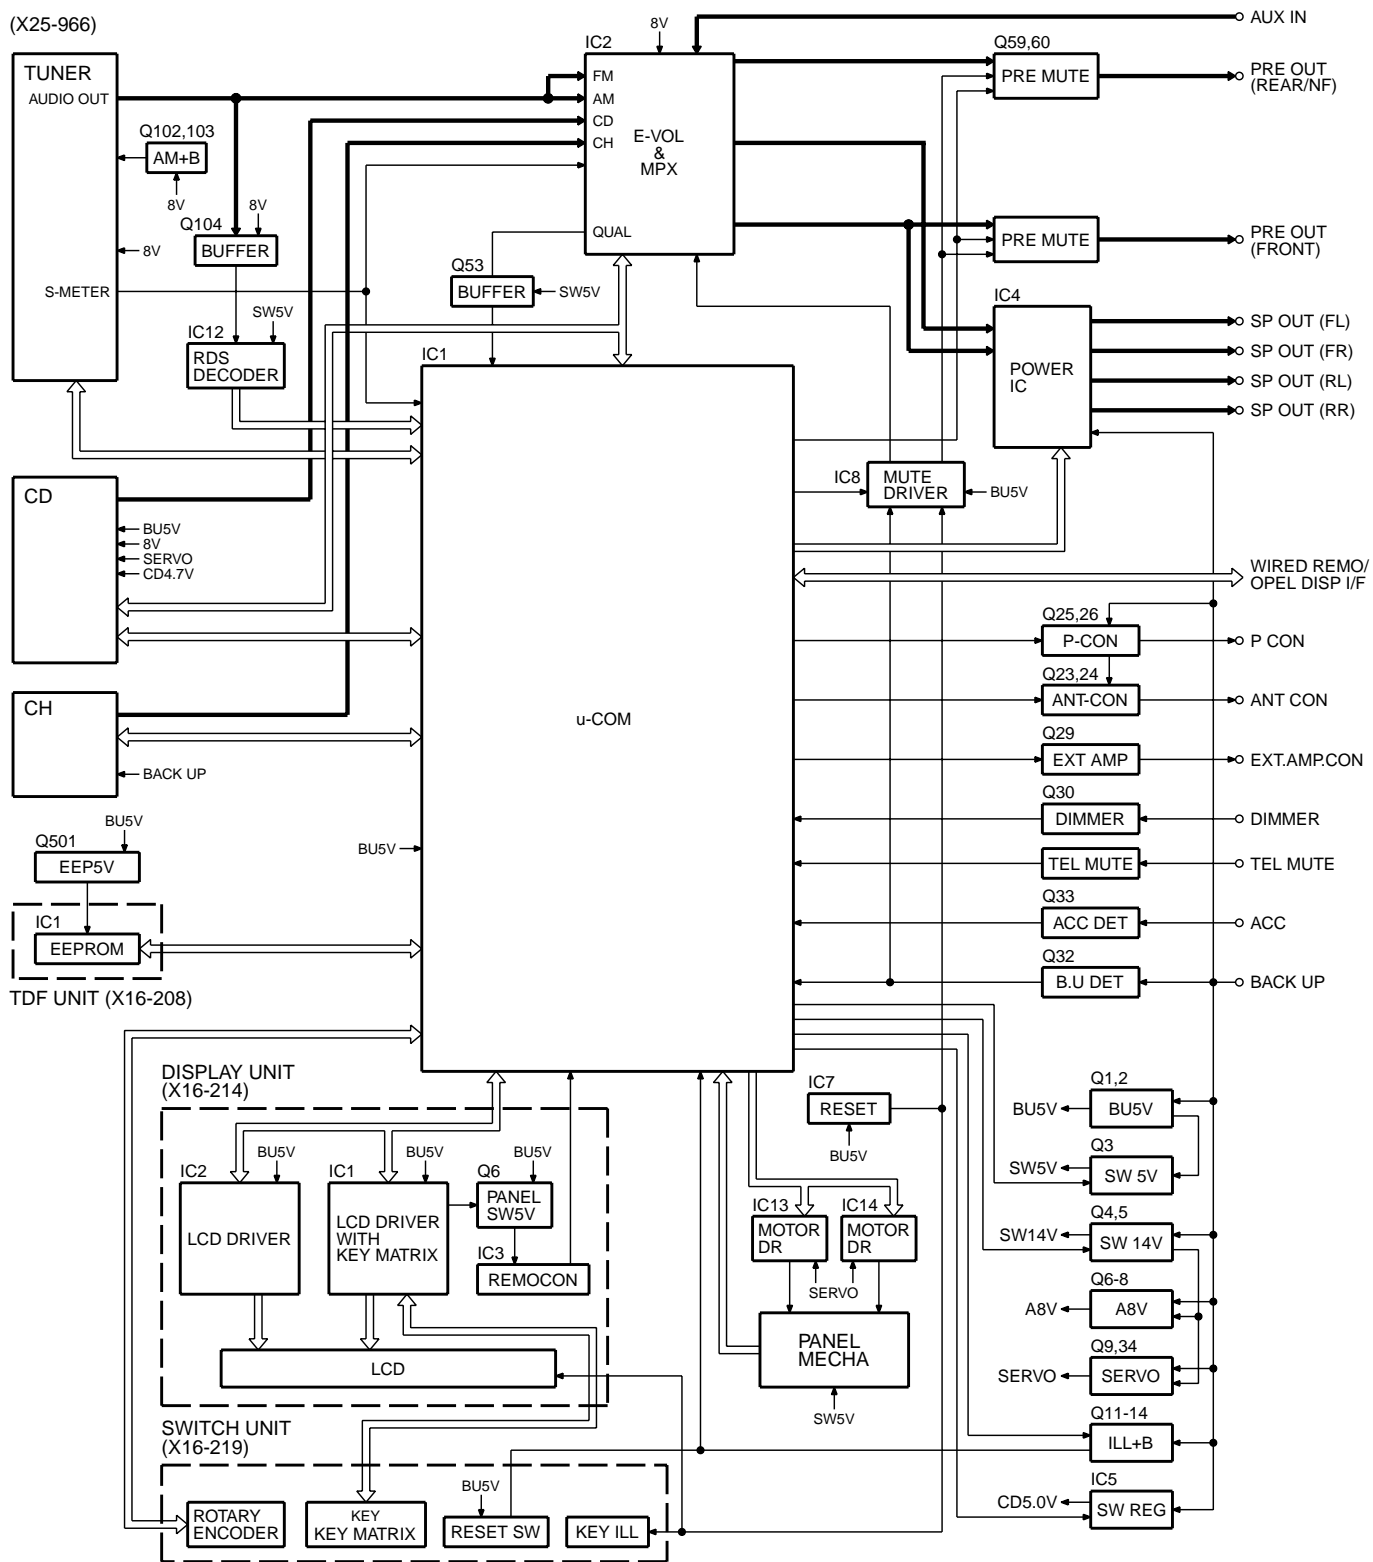 (X25-966)
TUNER
AUDIO OUT
Q102,103
AM+B
8V
8V
Q104
BUFFER
8V
S-METER
SW5V
IC12
RDS
DECODER
IC2
8V
FM
AM
CD
CH
E-VOL
&
MPX
QUAL
Q53
BUFFER
SW5V
IC1
AUX IN
Q59,60
PRE MUTE
PRE OUT
(REAR/NF)
PRE MUTE
PRE OUT
(FRONT)
IC4
POWER
IC
SP OUT (FL)
SP OUT (FR)
SP OUT (RL)
SP OUT (RR)
IC8
MUTE
DRIVER
BU5V
CD
BU5V
8V
SERVO
CD4.7V
CH
BACK UP
u-COM
WIRED REMO/
OPEL DISP I/F
Q25,26
P-CON
P CON
Q23,24
ANT-CON
ANT CON
Q29
EXT AMP
EXT.AMP.CON
Q30
DIMMER
DIMMER
TEL MUTE
TEL MUTE
Q33
ACC DET
ACC
Q32
B.U DET
BACK UP
BU5V
Q501
EEP5V
BU5V
IC1
EEPROM
TDF UNIT (X16-208)
DISPLAY UNIT
(X16-214)
IC2
BU5V
LCD DRIVER
IC1
BU5V
LCD DRIVER
WITH
KEY MATRIX
Q6
BU5V
PANEL
SW5V
IC3
REMOCON
LCD
IC7
RESET
BU5V
IC13
MOTOR
DR
IC14
MOTOR
DR
SERVO
PANEL
MECHA
SW5V
Q1,2
BU5V
BU5V
Q3
SW5V
SW 5V
Q4,5
SW14V
SW 14V
Q6-8
A8V
A8V
Q9,34
SERVO
SERVO
Q11-14
ILL+B
IC5
CD5.0V
SW REG
SWITCH UNIT
(X16-219)
ROTARY
ENCODER
KEY
KEY MATRIX
BU5V
RESET SW
KEY ILL